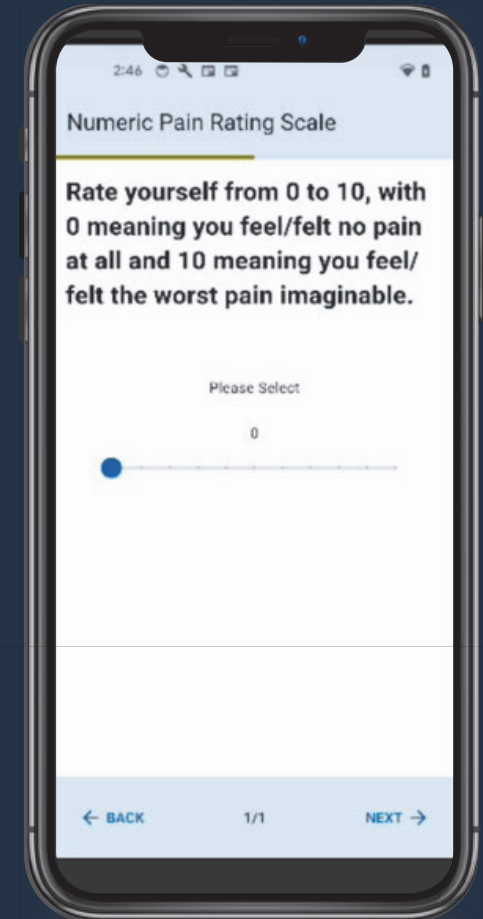 2:46
Numeric Pain Rating Scale
Rate yourself from 0 to 10, with
0 meaning you feel/felt no pain
at all and 10 meaning you feel/
felt the worst pain imaginable.
Please Select
0
← BACK 1/1 NEXT →